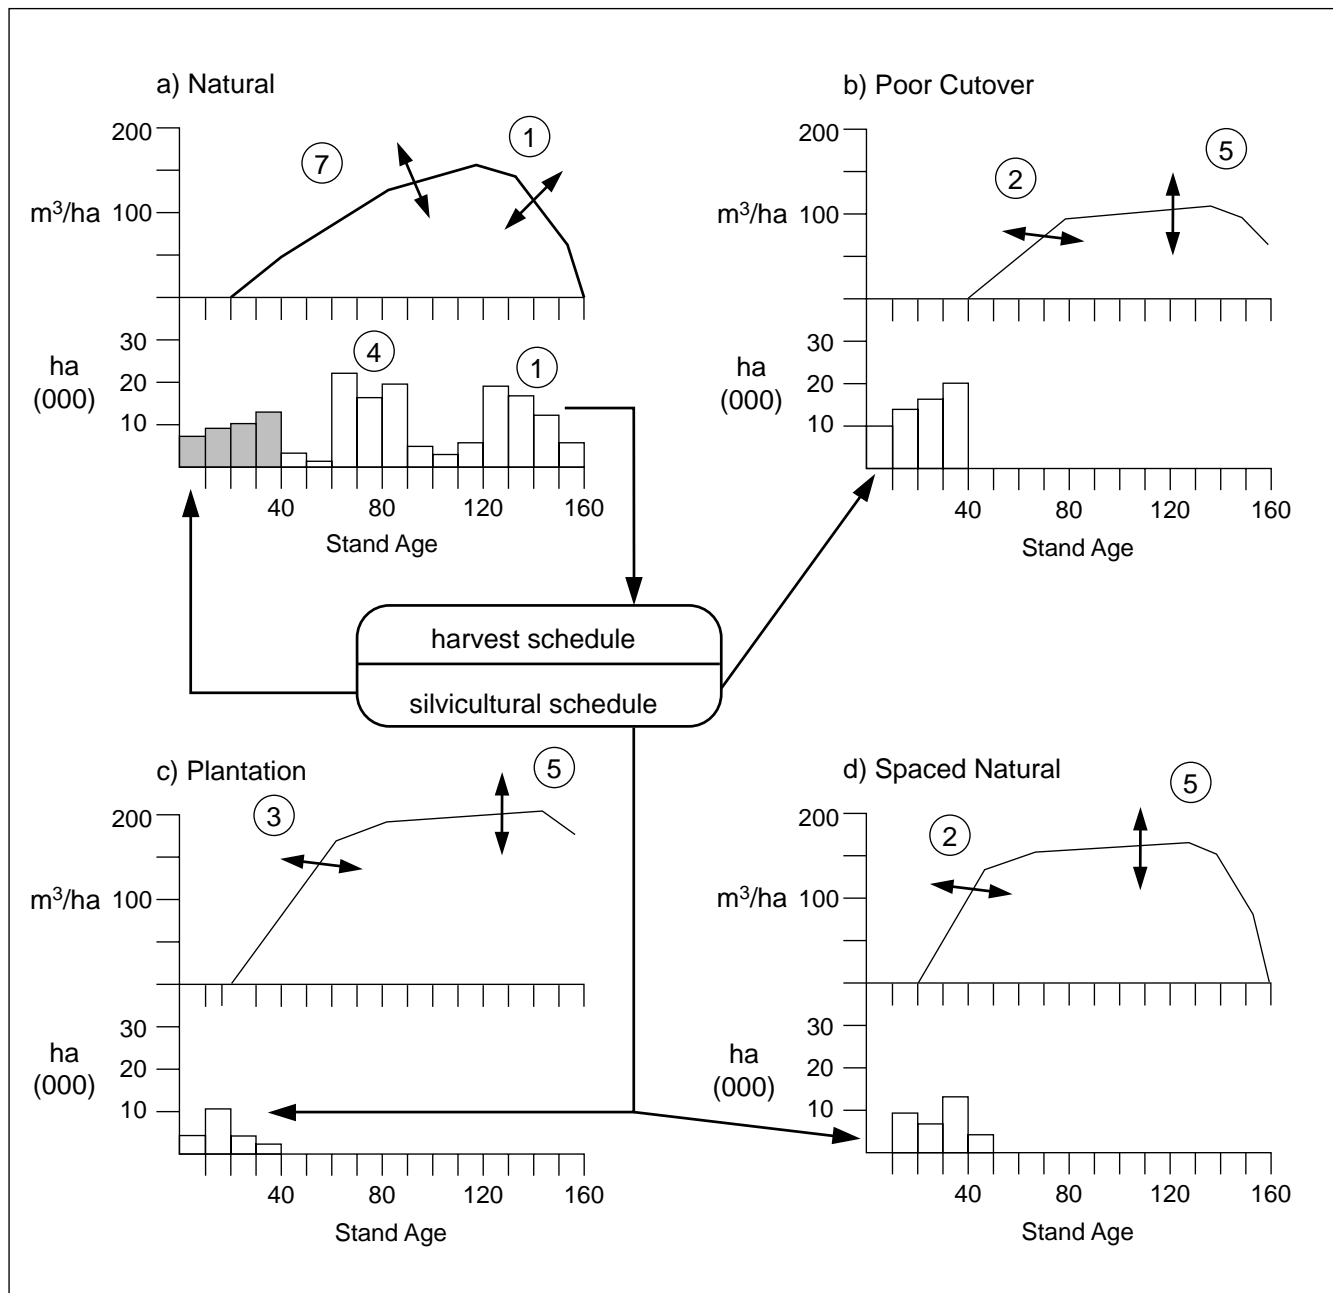 a) Natural
7
1
200
100
m³/ha
4
1
30
20
10
ha
(000)
40
80
120
160
Stand Age
b) Poor Cutover
2
5
200
100
m³/ha
30
20
10
ha
(000)
40
80
120
160
Stand Age
harvest schedule
silvicultural schedule
c) Plantation
3
5
200
100
m³/ha
30
20
10
ha
(000)
40
80
120
160
Stand Age
d) Spaced Natural
2
5
200
100
m³/ha
30
20
10
ha
(000)
40
80
120
160
Stand Age